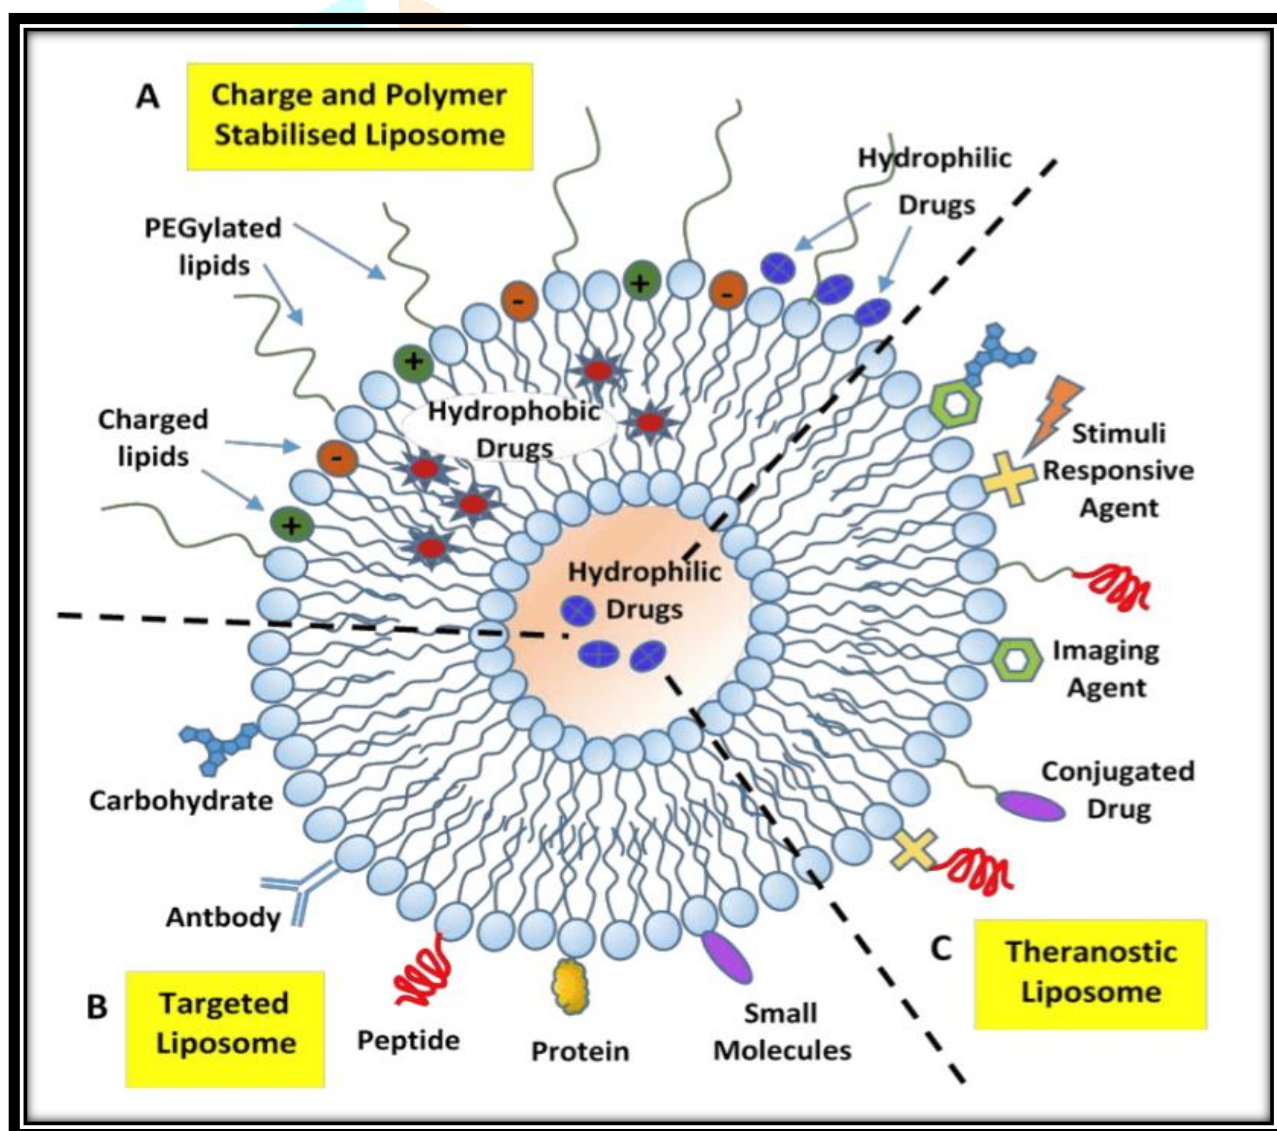 A
Charge and Polymer
Stabilised Liposome
Hydrophilic
Drugs
PEGylated
lipids
Charged
lipids
+
-
+
-
+
-
Hydrophobic
Drugs
Hydrophilic
Drugs
Stimuli
Responsive
Agent
Imaging
Agent
Conjugated
Drug
Carbohydrate
Antbody
B
Targeted
Liposome
Peptide
Protein
Small
Molecules
C
Theranostic
Liposome